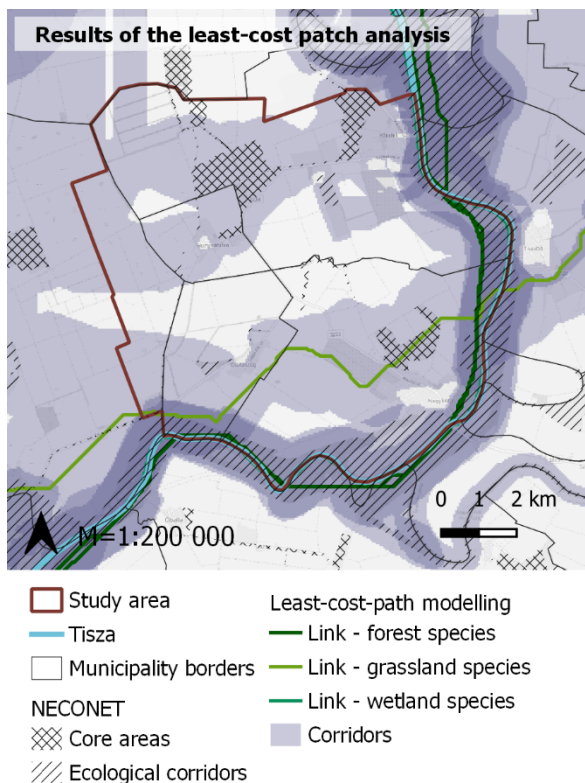 Results of the least-cost patch analysis
0 1 2 km
M=1:200 000
Study area
Tisza
Municipality borders
NECONET
Core areas
Ecological corridors
Least-cost-path modelling
Link - forest species
Link - grassland species
Link - wetland species
Corridors